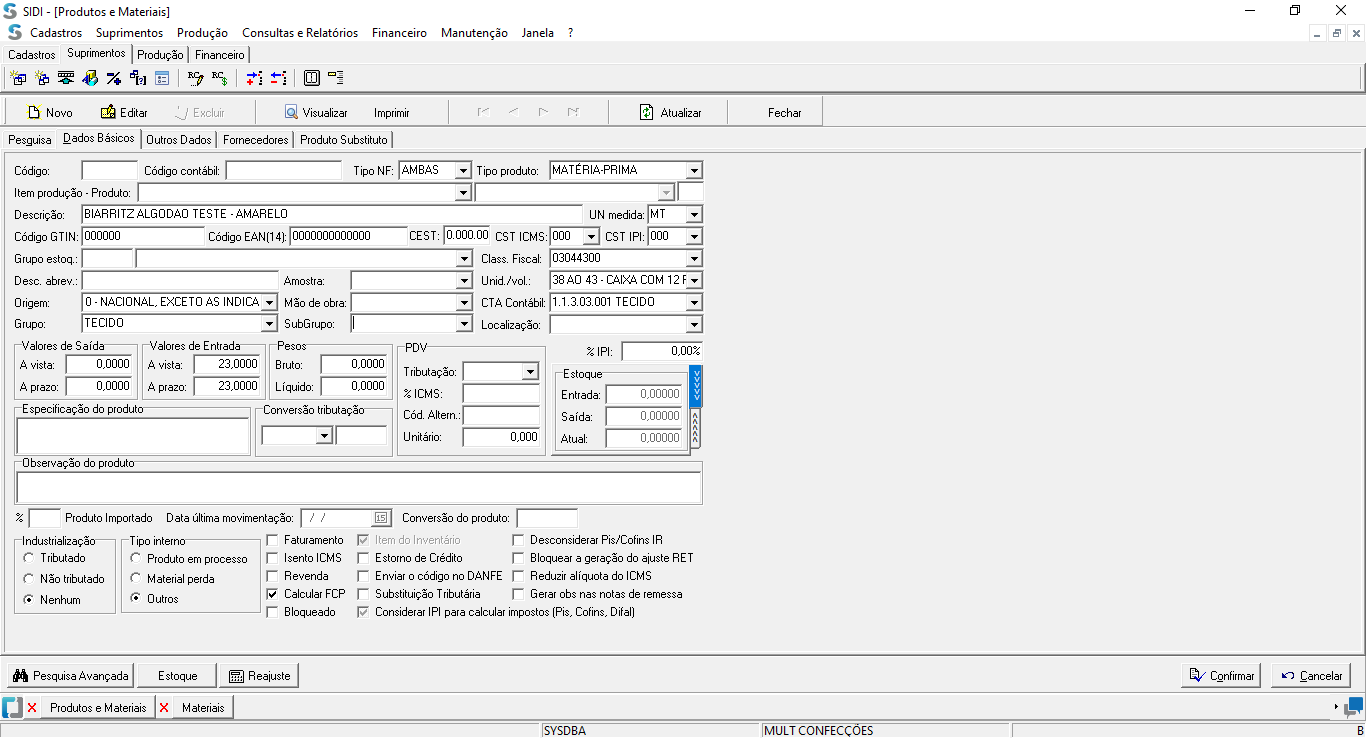 SIDI - [Produtos e Materiais]
Cadastros Suprimentos Produção Consultas e Relatórios Financeiro Manutenção Janela ?
Cadastros Suprimentos Produção Financeiro
Novo Editar Excluir Visualizar Imprimir Atualizar Fechar
Pesquisa Dados Básicos Outros Dados Fornecedores Produto Substituto
Código: Código contábil: Tipo NF: AMBAS Tipo produto: MATÉRIA-PRIMA
Item produção - Produto:
Descrição: BIARRITZ ALGODAO TESTE - AMARELO UN medida: MT
Código GTIN: 000000 Código EAN(14): 0000000000000 CEST: 0.000.00 CST ICMS: 000 CST IPI: 000
Grupo estoq.: Class. Fiscal: 03044300
Desc. abrev.: Amostra: Unid./vol.: 38 AO 43 - CAIXA COM 12 F
Origem: 0 - NACIONAL, EXCETO AS INDICA Mão de obra: CTA Contábil: 1.1.3.03.001 TECIDO
Grupo: TECIDO SubGrupo: Localização:
Valores de Saída Valores de Entrada Pesos PDV % IPI: 0,00%
A vista: 0,0000 A vista: 23,0000 Bruto: 0,0000 Tributação: Estoque
A prazo: 0,0000 A prazo: 23,0000 Líquido: 0,0000 % ICMS: Entrada: 0,00000
Especificação do produto Conversão tributação Cód. Altern.: Saída: 0,00000
Unitário: 0,000 Atual: 0,00000
Observação do produto
% Produto Importado Data última movimentação: / / 15 Conversão do produto:
Industrialização Tipo interno Faturamento Item do Inventário Desconsiderar Pis/Cofins IR
Tributado Produto em processo Isento ICMS Estorno de Crédito Bloquear a geração do ajuste RET
Não tributado Material perda Revenda Enviar o código no DANFE Reduzir alíquota do ICMS
Nenhum Outros Calcular FCP Substituição Tributária Gerar obs nas notas de remessa
Bloqueado Considerar IPI para calcular impostos (Pis, Cofins, Difal)
Pesquisa Avançada Estoque Reajuste Confirmar Cancelar
Produtos e Materiais Materiais
SYSDBA MULT CONFECÇÕES B